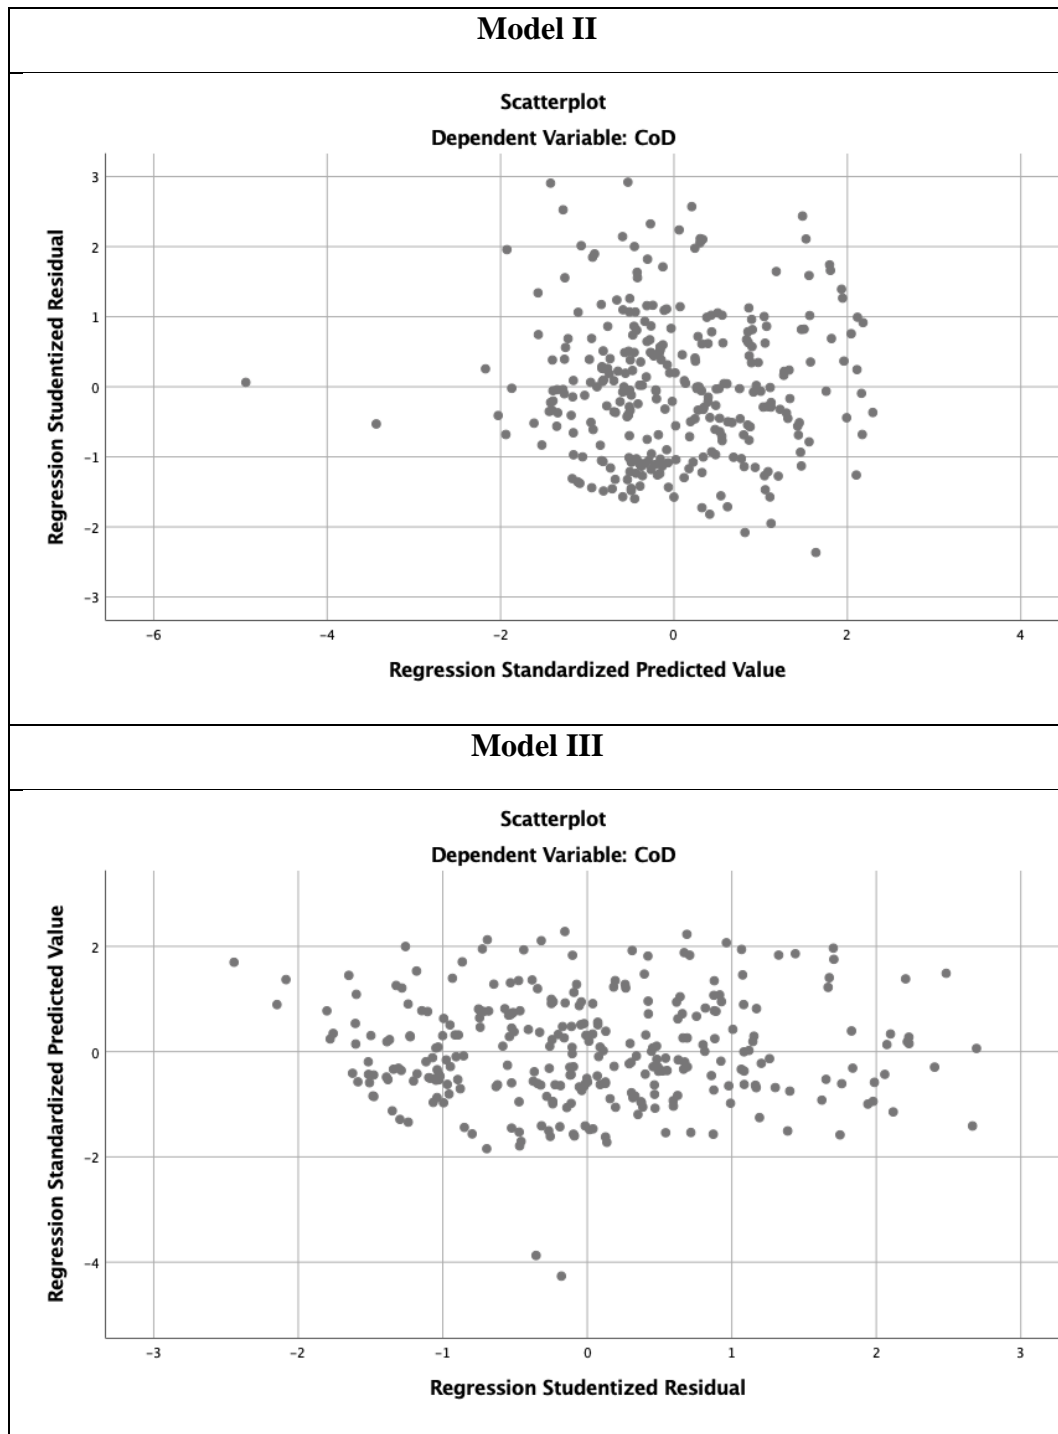 Model II
Scatterplot
Dependent Variable: CoD
Regression Studentized Residual
3
2
1
0
-1
-2
-3
-6
-4
-2
0
2
4
Regression Standardized Predicted Value
Model III
Scatterplot
Dependent Variable: CoD
Regression Standardized Predicted Value
2
0
-2
-4
-3
-2
-1
0
1
2
3
Regression Studentized Residual